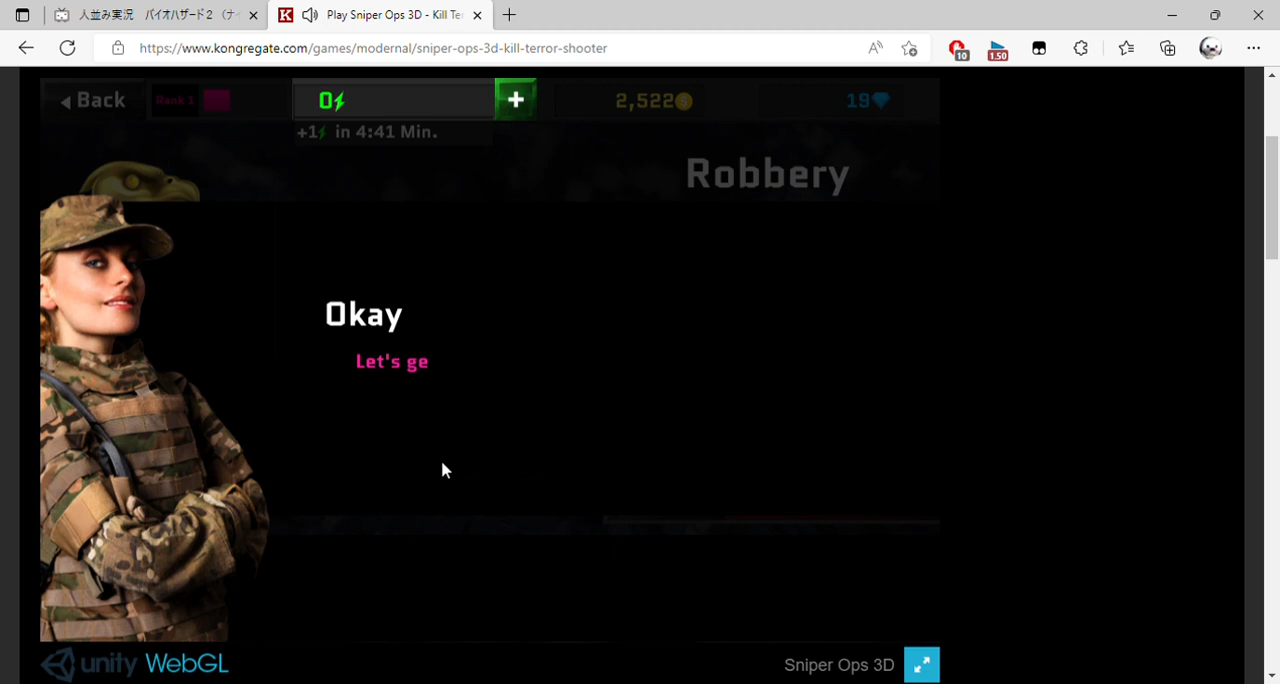 人並み実況 バイオハザード2 (ナイ
Play Sniper Ops 3D - Kill Ter
https://www.kongregate.com/games/modernal/sniper-ops-3d-kill-terror-shooter
10
1.50
Back
Rank 1
0
2,522
19
+1 in 4:41 Min.
Robbery
Okay
Let's ge
unity WebGL
Sniper Ops 3D